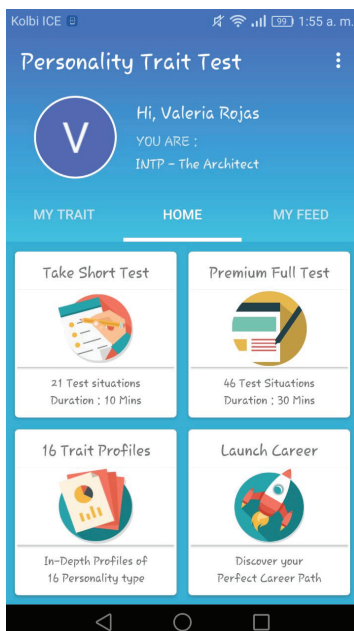 Kolbi ICE 99 1:55 a. m.
Personality Trait Test
V
Hi, Valeria Rojas
YOU ARE :
INTP - The Architect
MY TRAIT HOME MY FEED
Take Short Test
21 Test situations
Duration : 10 Mins
Premium Full Test
46 Test Situations
Duration : 30 Mins
16 Trait Profiles
In-Depth Profiles of
16 Personality type
Launch Career
Discover your
Perfect Career Path